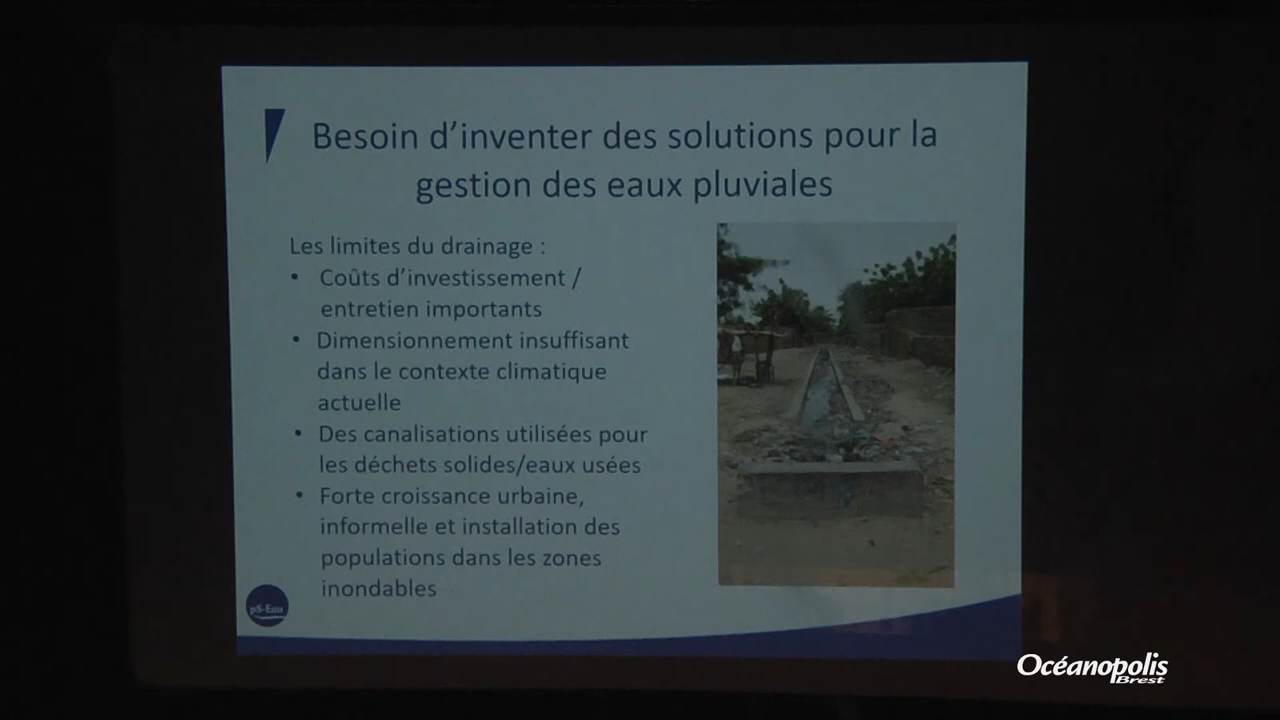 Besoin d’inventer des solutions pour la
gestion des eaux pluviales
Les limites du drainage :
• Coûts d’investissement /
entretien importants
• Dimensionnement insuffisant
dans le contexte climatique
actuelle
• Des canalisations utilisées pour
les déchets solides/eaux usées
• Forte croissance urbaine,
informelle et installation des
populations dans les zones
inondables
pS-Eau
Océanopolis
Brest